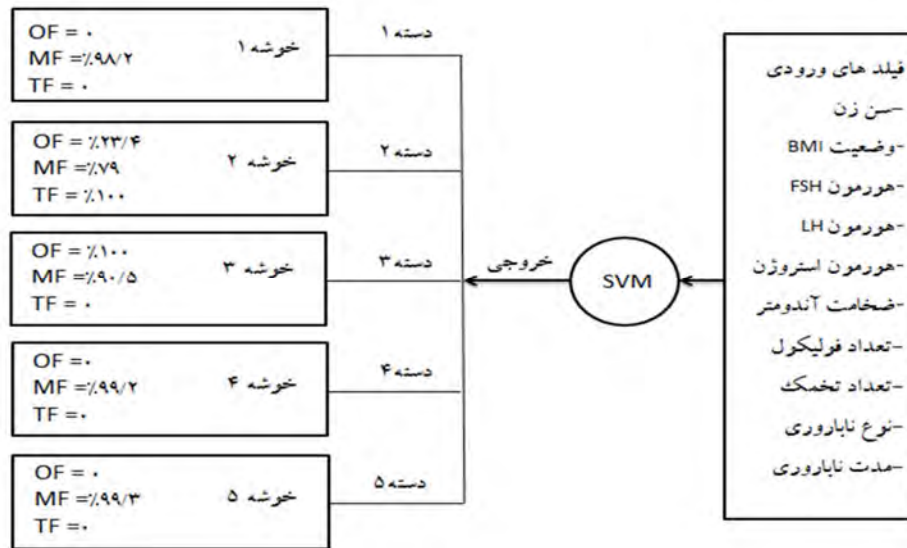 فیلد های ورودی
-سن زن
-وضعیت BMI
-هورمون FSH
-هورمون LH
-هورمون استروژن
-ضخامت آندومتر
-تعداد فولیکول
-تعداد تخمک
-نوع ناباروری
-مدت ناباروری
SVM
خروجی
دسته ۱
خوشه ۱
OF = ۰
MF =٪۹۸/۲
TF = ۰
دسته ۲
خوشه ۲
OF = ٪۲۳/۴
MF =٪۷۹
TF = ٪۱۰۰
دسته ۳
خوشه ۳
OF = ٪۱۰۰
MF =٪۹۰/۵
TF = ۰
دسته ۴
خوشه ۴
OF =۰
MF =٪۹۹/۲
TF =۰
دسته ۵
خوشه ۵
OF = ۰
MF =٪۹۹/۳
TF =۰